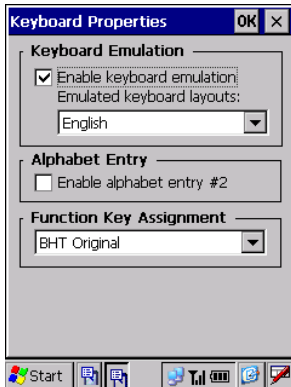 Keyboard Properties OK ×
Keyboard Emulation
Enable keyboard emulation
Emulated keyboard layouts:
English
Alphabet Entry
Enable alphabet entry #2
Function Key Assignment
BHT Original
Start